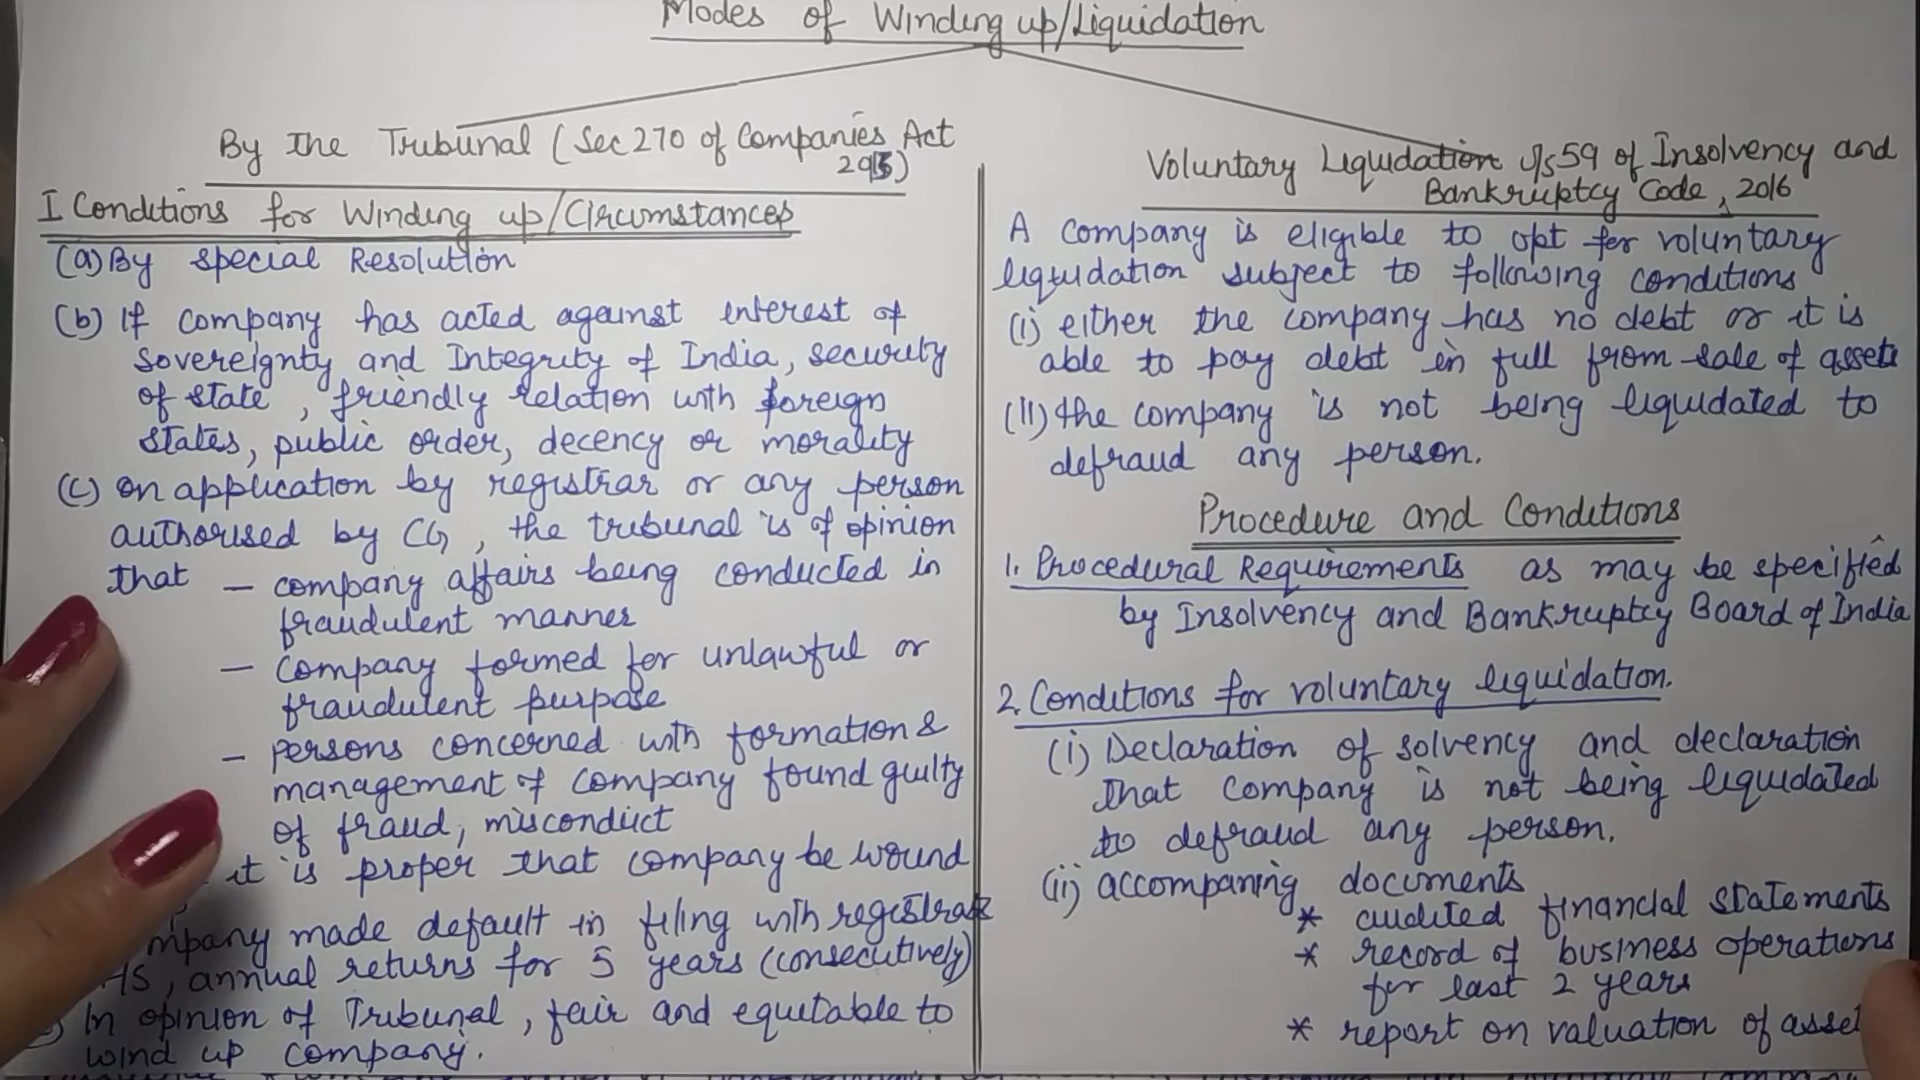 Modes of Winding up/Liquidation
By the Tribunal (Sec 270 of Companies Act
2013)
I Conditions for Winding up/Circumstances
(a) By special Resolution
(b) If company has acted against interest of
sovereignty and Integrity of India, security
of state, friendly relation with foreign
states, public order, decency or morality
(c) on application by registrar or any person
authorised by CG, the tribunal is of opinion
that - company affairs being conducted in
fraudulent manner
- company formed for unlawful or
fraudulent purpose
- persons concerned with formation &
management of company found guilty
of fraud, misconduct
it is proper that company be wound
mpany made default in filing with registrar
, annual returns for 5 years (consecutively)
In opinion of Tribunal, fair and equitable to
wind up company.
Voluntary Liquidation u/s 59 of Insolvency and
Bankruptcy Code, 2016
A company is eligible to opt for voluntary
liquidation subject to following conditions
(i) either the company has no debt or it is
able to pay debt in full from sale of assets
(ii) the company is not being liquidated to
defraud any person.
Procedure and Conditions
1. Procedural Requirements as may be specified
by Insolvency and Bankruptcy Board of India
2. Conditions for voluntary liquidation.
(i) Declaration of solvency and declaration
that company is not being liquidated
to defraud any person.
(ii) accompaning documents
* audited financial statements
* record of business operations
for last 2 years
* report on valuation of asset